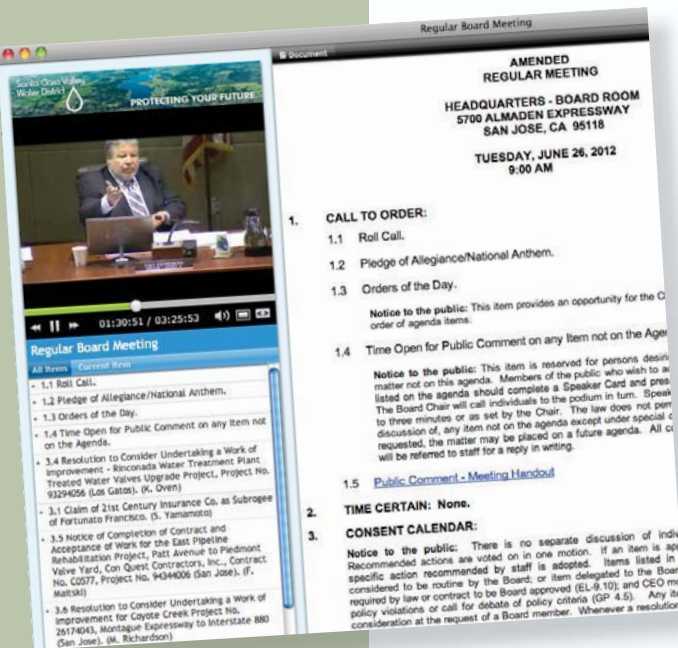 Regular Board Meeting
Document
Santa Clara Valley
Water District
PROTECTING YOUR FUTURE
01:30:51 / 03:25:53
Regular Board Meeting
All Items Current Item
- 1.1 Roll Call.
- 1.2 Pledge of Allegiance/National Anthem.
- 1.3 Orders of the Day.
- 1.4 Time Open for Public Comment on any Item not
on the Agenda.
- 3.4 Resolution to Consider Undertaking a Work of
Improvement - Rinconada Water Treatment Plant
Treated Water Valves Upgrade Project, Project No.
93294056 (Los Gatos). (K. Oven)
- 3.1 Claim of 21st Century Insurance Co. as Subrogee
of Fortunato Francisco. (S. Yamamoto)
- 3.5 Notice of Completion of Contract and
Acceptance of Work for the East Pipeline
Rehabilitation Project, Patt Avenue to Piedmont
Valve Yard, Con Quest Contractors, Inc., Contract
No. C0577, Project No. 94344006 (San Jose). (F.
Maitski)
- 3.6 Resolution to Consider Undertaking a Work of
Improvement for Coyote Creek Project No.
26174043, Montague Expressway to Interstate 880
(San Jose). (M. Richardson)
AMENDED
REGULAR MEETING
HEADQUARTERS - BOARD ROOM
5700 ALMADEN EXPRESSWAY
SAN JOSE, CA 95118
TUESDAY, JUNE 26, 2012
9:00 AM
1. CALL TO ORDER:
1.1 Roll Call.
1.2 Pledge of Allegiance/National Anthem.
1.3 Orders of the Day.
Notice to the public: This item provides an opportunity for the
order of agenda items.
1.4 Time Open for Public Comment on any Item not on the
Notice to the public: This item is reserved for persons
matter not on this agenda. Members of the public who wish to
listed on the agenda should complete a Speaker Card and
The Board Chair will call individuals to the podium in turn.
to three minutes or as set by the Chair. The law does not
discussion of, any item not on the agenda except under special
requested, the matter may be placed on a future agenda. All
will be referred to staff for a reply in writing.
1.5 Public Comment - Meeting Handout
2. TIME CERTAIN: None.
3. CONSENT CALENDAR:
Notice to the public: There is no separate discussion of
Recommended actions are voted on in one motion. If an item is
specific action recommended by staff is adopted. Items listed in
considered to be routine by the Board; or item delegated to the
required by law or contract to be Board approved (EL-9.10); and CEO
policy violations or call for debate of policy criteria (GP 4.5). Any
consideration at the request of a Board member. Whenever a